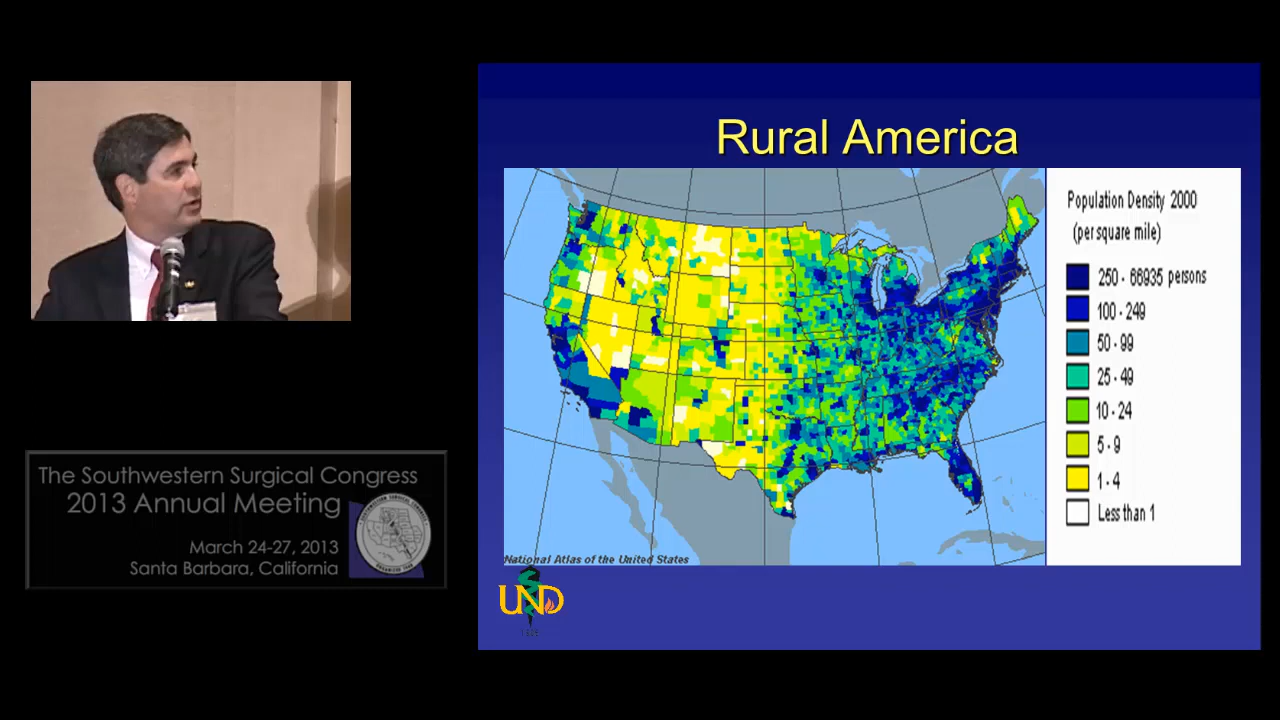 Rural America
Population Density 2000
(per square mile)
250 - 66935 persons
100 - 249
50 - 99
25 - 49
10 - 24
5 - 9
1 - 4
Less than 1
National Atlas of the United States
UND
The Southwestern Surgical Congress
2013 Annual Meeting
March 24-27, 2013
Santa Barbara, California